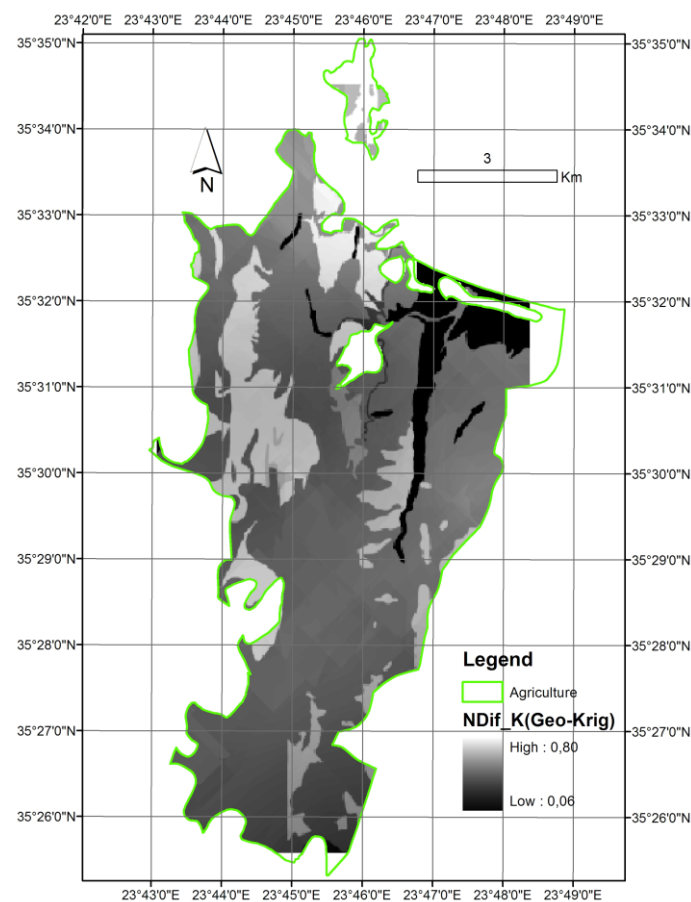 23°42'0"E 23°43'0"E 23°44'0"E 23°45'0"E 23°46'0"E 23°47'0"E 23°48'0"E 23°49'0"E
35°35'0"N 35°35'0"N
35°34'0"N 35°34'0"N
3
Km
N
35°33'0"N 35°33'0"N
35°32'0"N 35°32'0"N
35°31'0"N 35°31'0"N
35°30'0"N 35°30'0"N
35°29'0"N 35°29'0"N
35°28'0"N 35°28'0"N
Legend
Agriculture
NDif_K(Geo-Krig)
35°27'0"N 35°27'0"N
High : 0,80
Low : 0,06
35°26'0"N 35°26'0"N
23°43'0"E 23°44'0"E 23°45'0"E 23°46'0"E 23°47'0"E 23°48'0"E 23°49'0"E